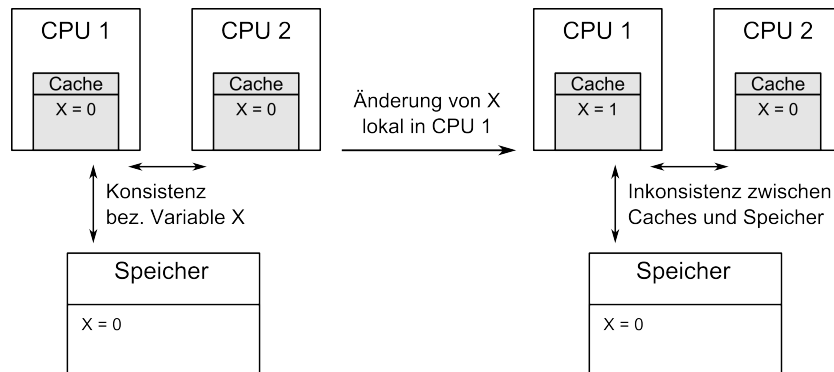 CPU 1
Cache
X = 0
CPU 2
Cache
X = 0
Konsistenz
bez. Variable X
Speicher
X = 0
Änderung von X
lokal in CPU 1
CPU 1
Cache
X = 1
CPU 2
Cache
X = 0
Inkonsistenz zwischen
Caches und Speicher
Speicher
X = 0